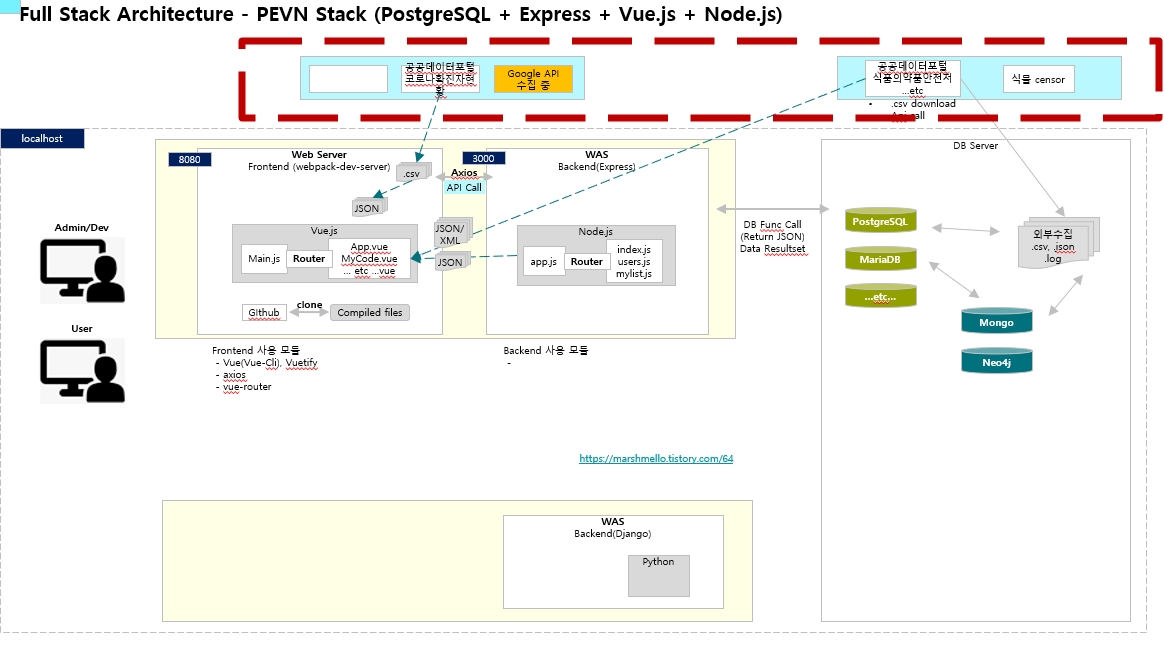 Full Stack Architecture - PEVN Stack (PostgreSQL + Express + Vue.js + Node.js)
공공데이터포털
코로나확진자현
황
Google API
수집 중
공공데이터포털
식품의약품안전처
...etc
• .csv download
Api call
식물 censor
localhost
8080
Web Server
Frontend (webpack-dev-server)
.csv
JSON
3000
Axios
API Call
WAS
Backend(Express)
DB Server
Admin/Dev
User
Vue.js
Main.js
Router
App.vue
MyCode.vue
... etc ...vue
JSON/
XML
JSON
Node.js
app.js
Router
index.js
users.js
mylist.js
DB Func Call
(Return JSON)
Data Resultset
PostgreSQL
MariaDB
...etc...
외부수집
.csv, .json
.log
Mongo
Neo4j
GIthub
clone
Compiled files
Frontend 사용 모듈
- Vue(Vue-Cli), Vuetify
- axios
- vue-router
Backend 사용 모듈
-
https://marshmello.tistory.com/64
WAS
Backend(Django)
Python